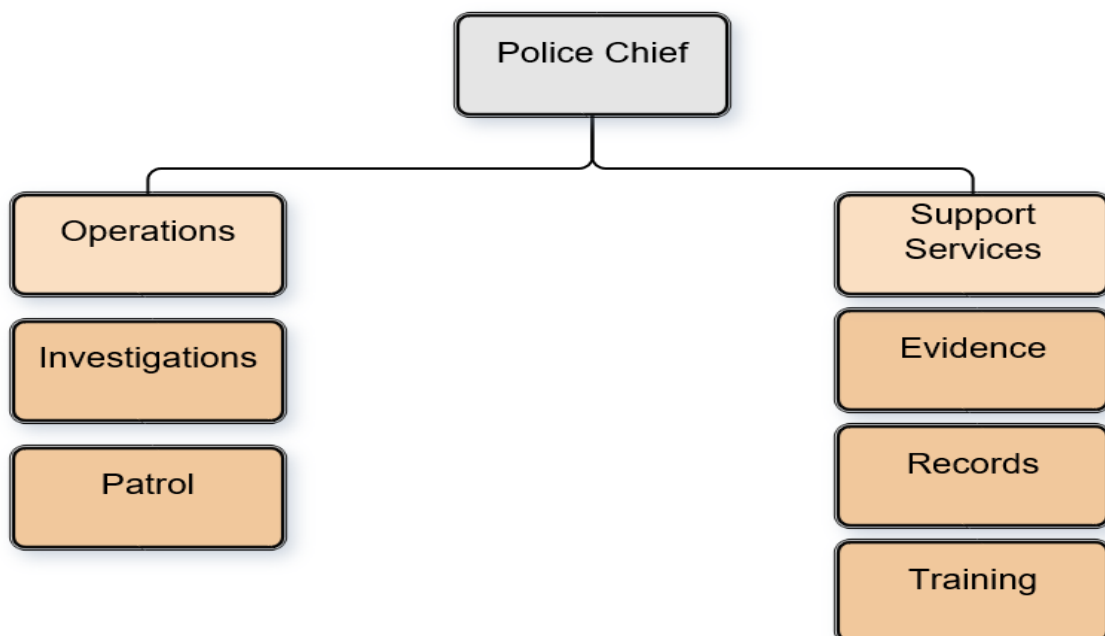 Police Chief
Operations
Investigations
Patrol
Support
Services
Evidence
Records
Training